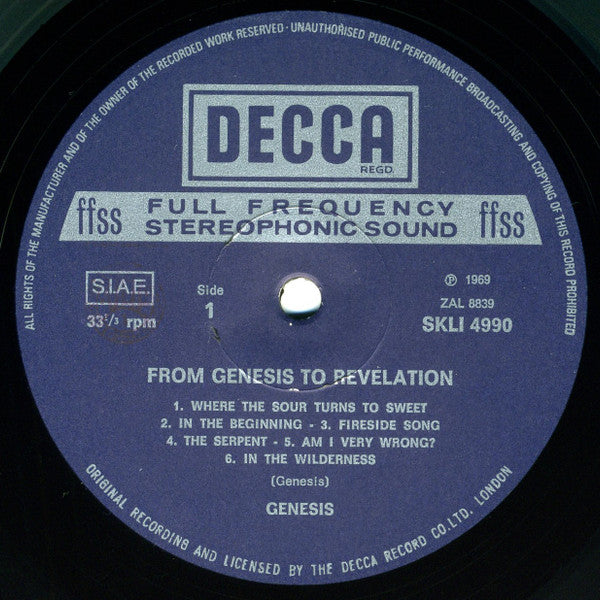 ALL RIGHTS OF THE MANUFACTURER AND OF THE OWNER OF THE RECORDED WORK RESERVED · UNAUTHORISED PUBLIC PERFORMANCE BROADCASTING AND COPYING OF THIS RECORD PROHIBITED
DECCA
REGD.
ffss FULL FREQUENCY ffss
STEREOPHONIC SOUND
S.I.A.E.
33 1/3 rpm
Side
1
℗ 1969
ZAL 8839
SKLI 4990
FROM GENESIS TO REVELATION
1. WHERE THE SOUR TURNS TO SWEET
2. IN THE BEGINNING - 3. FIRESIDE SONG
4. THE SERPENT - 5. AM I VERY WRONG?
6. IN THE WILDERNESS
(Genesis)
GENESIS
ORIGINAL RECORDING AND LICENSED BY THE DECCA RECORD CO. LTD. LONDON